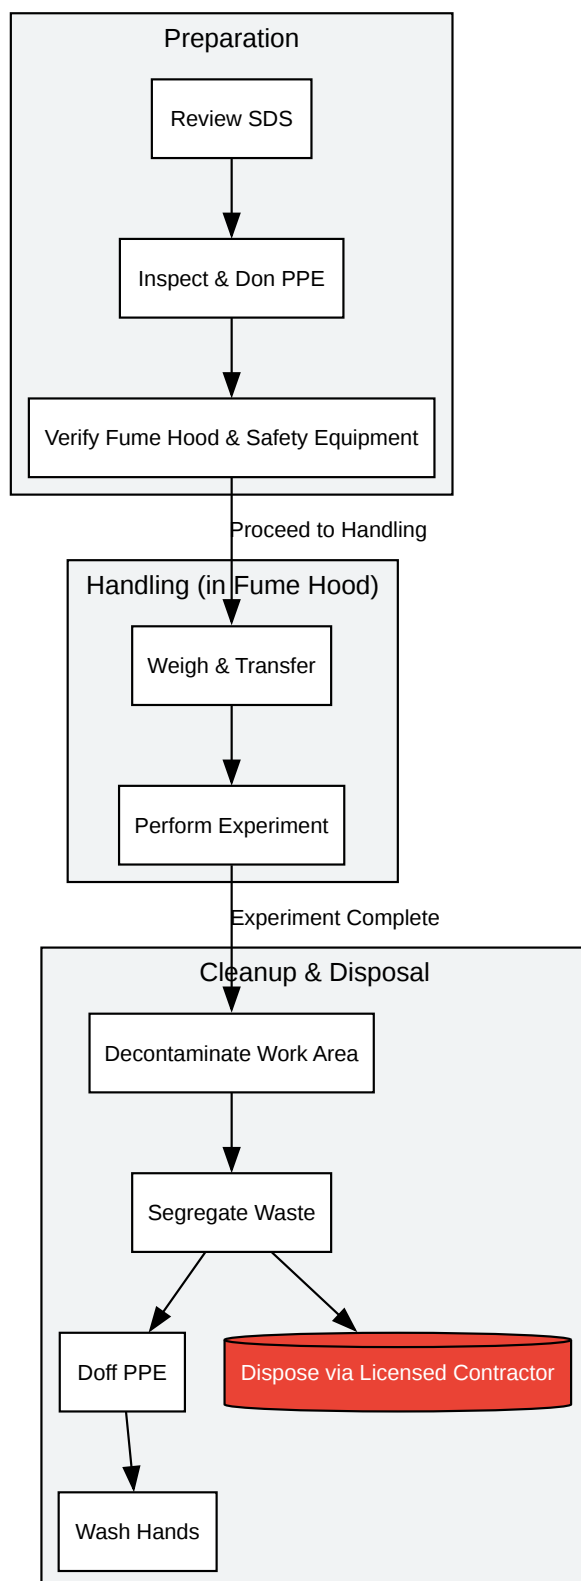 Preparation
Review SDS
Inspect & Don PPE
Verify Fume Hood & Safety Equipment
Proceed to Handling
Handling (in Fume Hood)
Weigh & Transfer
Perform Experiment
Experiment Complete
Cleanup & Disposal
Decontaminate Work Area
Segregate Waste
Doff PPE
Dispose via Licensed Contractor
Wash Hands